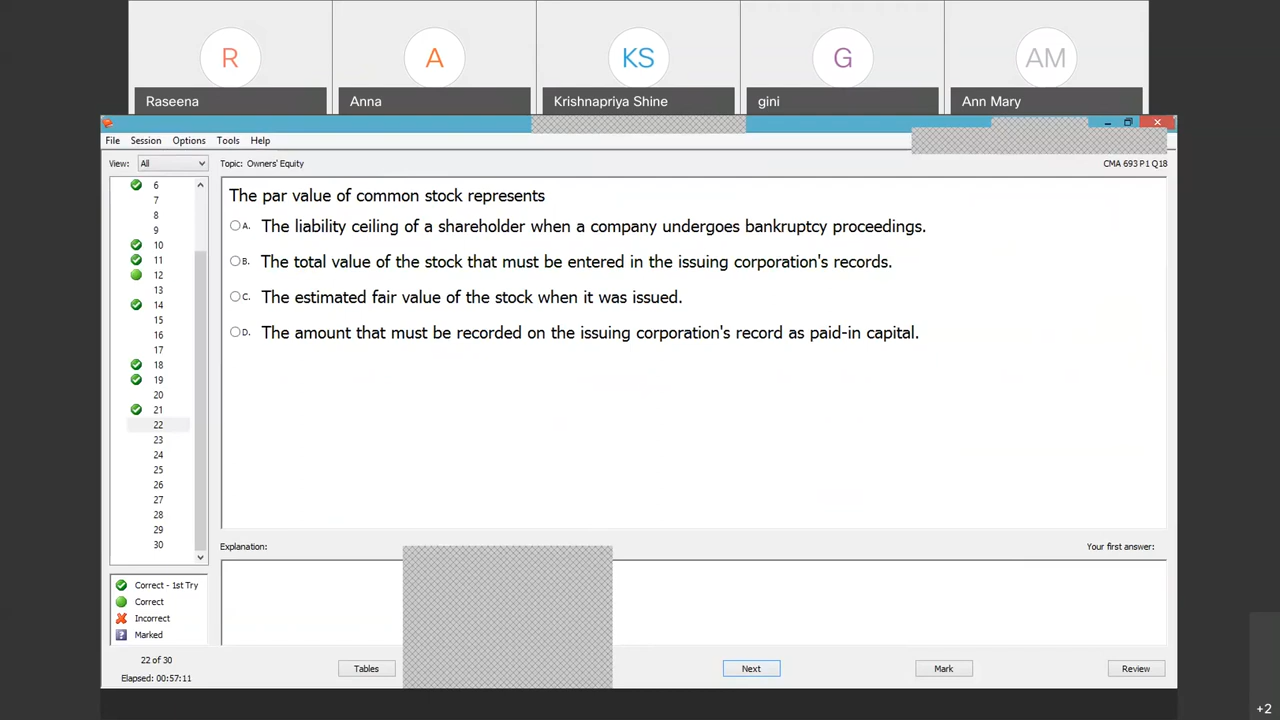 R
A
KS
G
AM
Raseena
Anna
Krishnapriya Shine
gini
Ann Mary
File Session Options Tools Help
View: All
Topic: Owners' Equity
CMA 693 P1 Q18
6
7
8
9
10
11
12
13
14
15
16
17
18
19
20
21
22
23
24
25
26
27
28
29
30
The par value of common stock represents
A. The liability ceiling of a shareholder when a company undergoes bankruptcy proceedings.
B. The total value of the stock that must be entered in the issuing corporation's records.
C. The estimated fair value of the stock when it was issued.
D. The amount that must be recorded on the issuing corporation's record as paid-in capital.
Explanation:
Your first answer:
Correct - 1st Try
Correct
Incorrect
? Marked
22 of 30
Elapsed: 00:57:11
Tables
Next
Mark
Review
+2